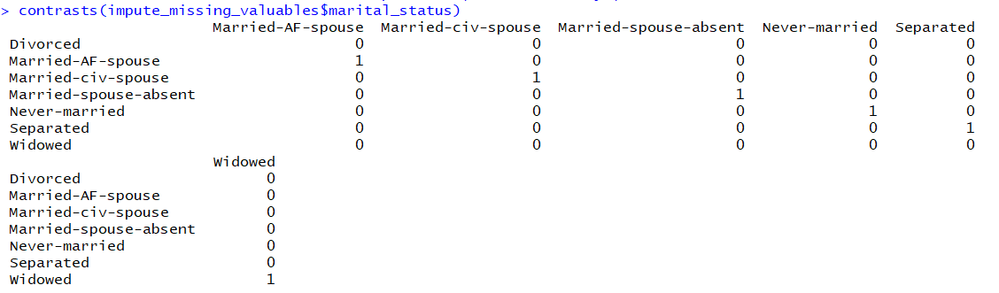 > contrasts(impute_missing_valuables$marital_status)
Married-AF-spouse Married-civ-spouse Married-spouse-absent Never-married Separated
Divorced 0 0 0 0 0
Married-AF-spouse 1 0 0 0 0
Married-civ-spouse 0 1 0 0 0
Married-spouse-absent 0 0 1 0 0
Never-married 0 0 0 1 0
Separated 0 0 0 0 1
Widowed 0 0 0 0 0
Widowed
Divorced 0
Married-AF-spouse 0
Married-civ-spouse 0
Married-spouse-absent 0
Never-married 0
Separated 0
Widowed 1